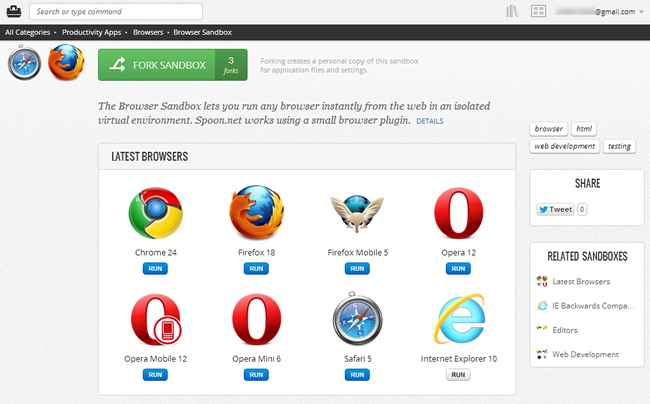 Search or type command
@gmail.com
All Categories • Productivity Apps • Browsers • Browser Sandbox
FORK SANDBOX
3
forks
Forking creates a personal copy of this sandbox
for application files and settings.
The Browser Sandbox lets you run any browser instantly from the web in an isolated
virtual environment. Spoon.net works using a small browser plugin. DETAILS
browser html
web development testing
LATEST BROWSERS
Chrome 24 Firefox 18 Firefox Mobile 5 Opera 12
RUN RUN RUN RUN
Opera Mobile 12 Opera Mini 6 Safari 5 Internet Explorer 10
RUN RUN RUN RUN
SHARE
Tweet 0
RELATED SANDBOXES
Latest Browsers
IE Backwards Compa...
Editors
Web Development